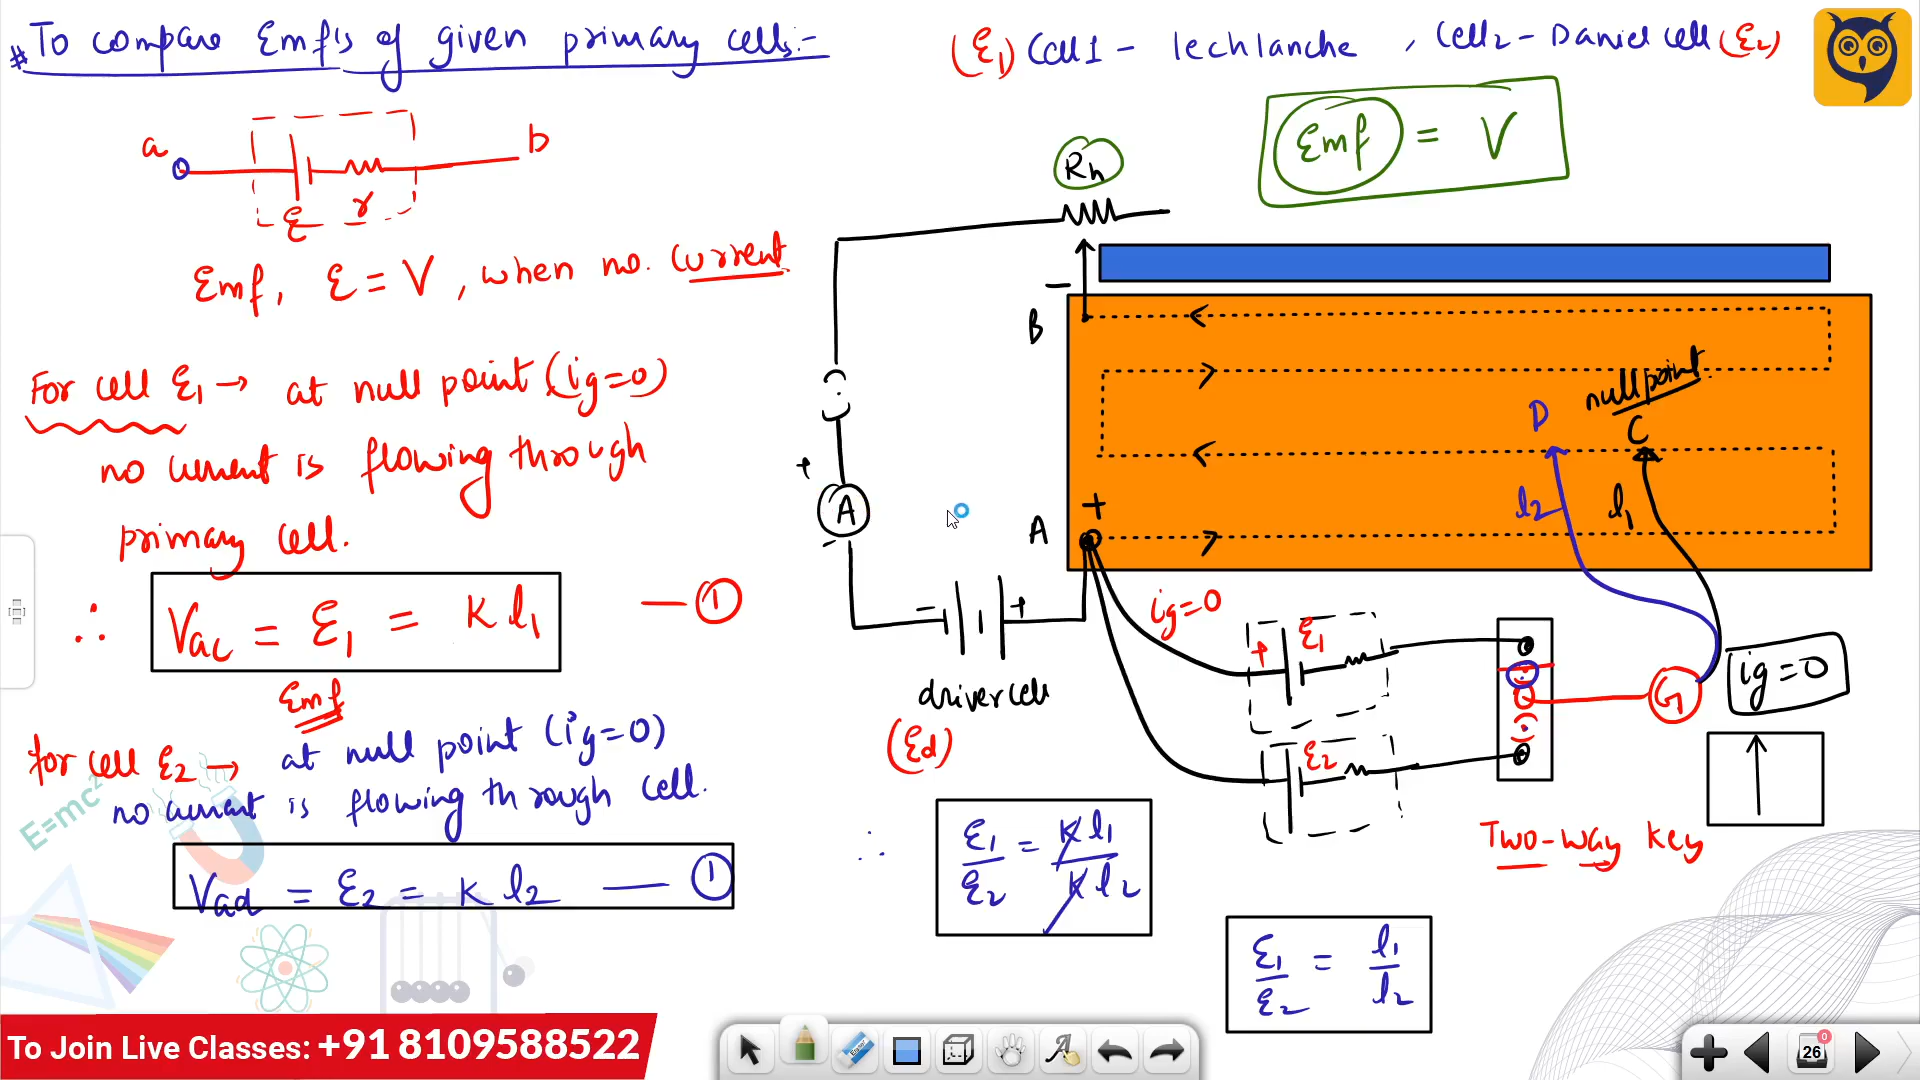 # To compare Emf's of given primary cells:-
(ε1) Cell 1 - lechlanche , Cell2 - Daniel cell (ε2)
Emf = V
a
b
ε r
Rh
Emf, ε = V, when no. current
B
-
For cell ε1 → at null point (ig=0)
no current is flowing through
primary cell.
null point
D
C
l2
l1
+
A
-
A
+
∴ Vac = ε1 = K l1 — ①
Emf
- +
driver cell
(εd)
ig=0
+ ε1
ε2
G
ig=0
Two-way key
for cell ε2 → at null point (ig=0)
no current is flowing through cell.
Vad = ε2 = K l2 — ①
∴ ε1/ε2 = K l1/K l2
ε1/ε2 = l1/l2
E=mc²
To Join Live Classes: +91 8109588522
Eraser
A
26
0